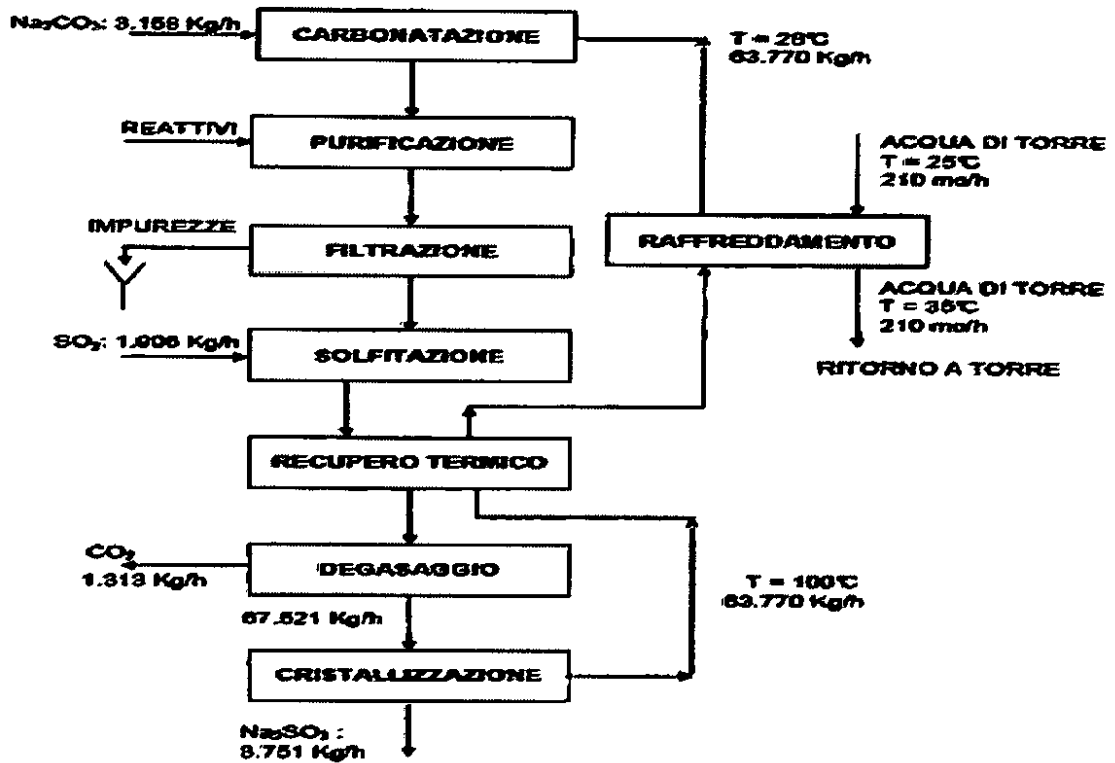 Na₂CO₃: 3.158 Kg/h
CARBONATAZIONE
T = 28°C
63.770 Kg/h
REATTIVI
PURIFICAZIONE
ACQUA DI TORRE
T = 25°C
210 mc/h
IMPUREZZE
FILTRAZIONE
RAFFREDDAMENTO
ACQUA DI TORRE
T = 35°C
210 mc/h
SO₂: 1.906 Kg/h
SOLFITAZIONE
RITORNO A TORRE
RECUPERO TERMICO
CO₂
1.313 Kg/h
DEGASAGGIO
T = 100°C
63.770 Kg/h
67.521 Kg/h
CRISTALLIZZAZIONE
Na₂SO₃ :
3.751 Kg/h